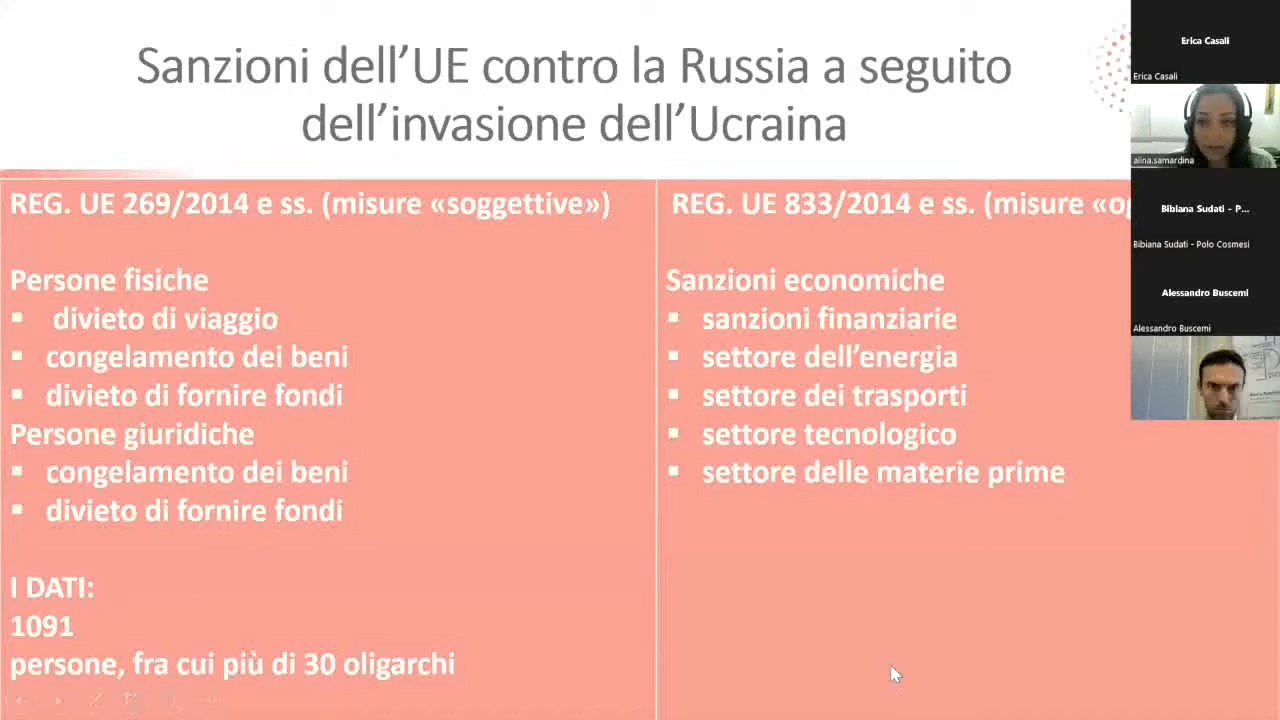 Sanzioni dell’UE contro la Russia a seguito
dell’invasione dell’Ucraina
REG. UE 269/2014 e ss. (misure «soggettive»)
Persone fisiche
▪ divieto di viaggio
▪ congelamento dei beni
▪ divieto di fornire fondi
Persone giuridiche
▪ congelamento dei beni
▪ divieto di fornire fondi
I DATI:
1091
persone, fra cui più di 30 oligarchi
REG. UE 833/2014 e ss. (misure «og
Sanzioni economiche
▪ sanzioni finanziarie
▪ settore dell’energia
▪ settore dei trasporti
▪ settore tecnologico
▪ settore delle materie prime
Erica Casali
Erica Casali
alina.samardina
Bibiana Sudati - P...
Bibiana Sudati - Polo Cosmesi
Alessandro Buscemi
Alessandro Buscemi